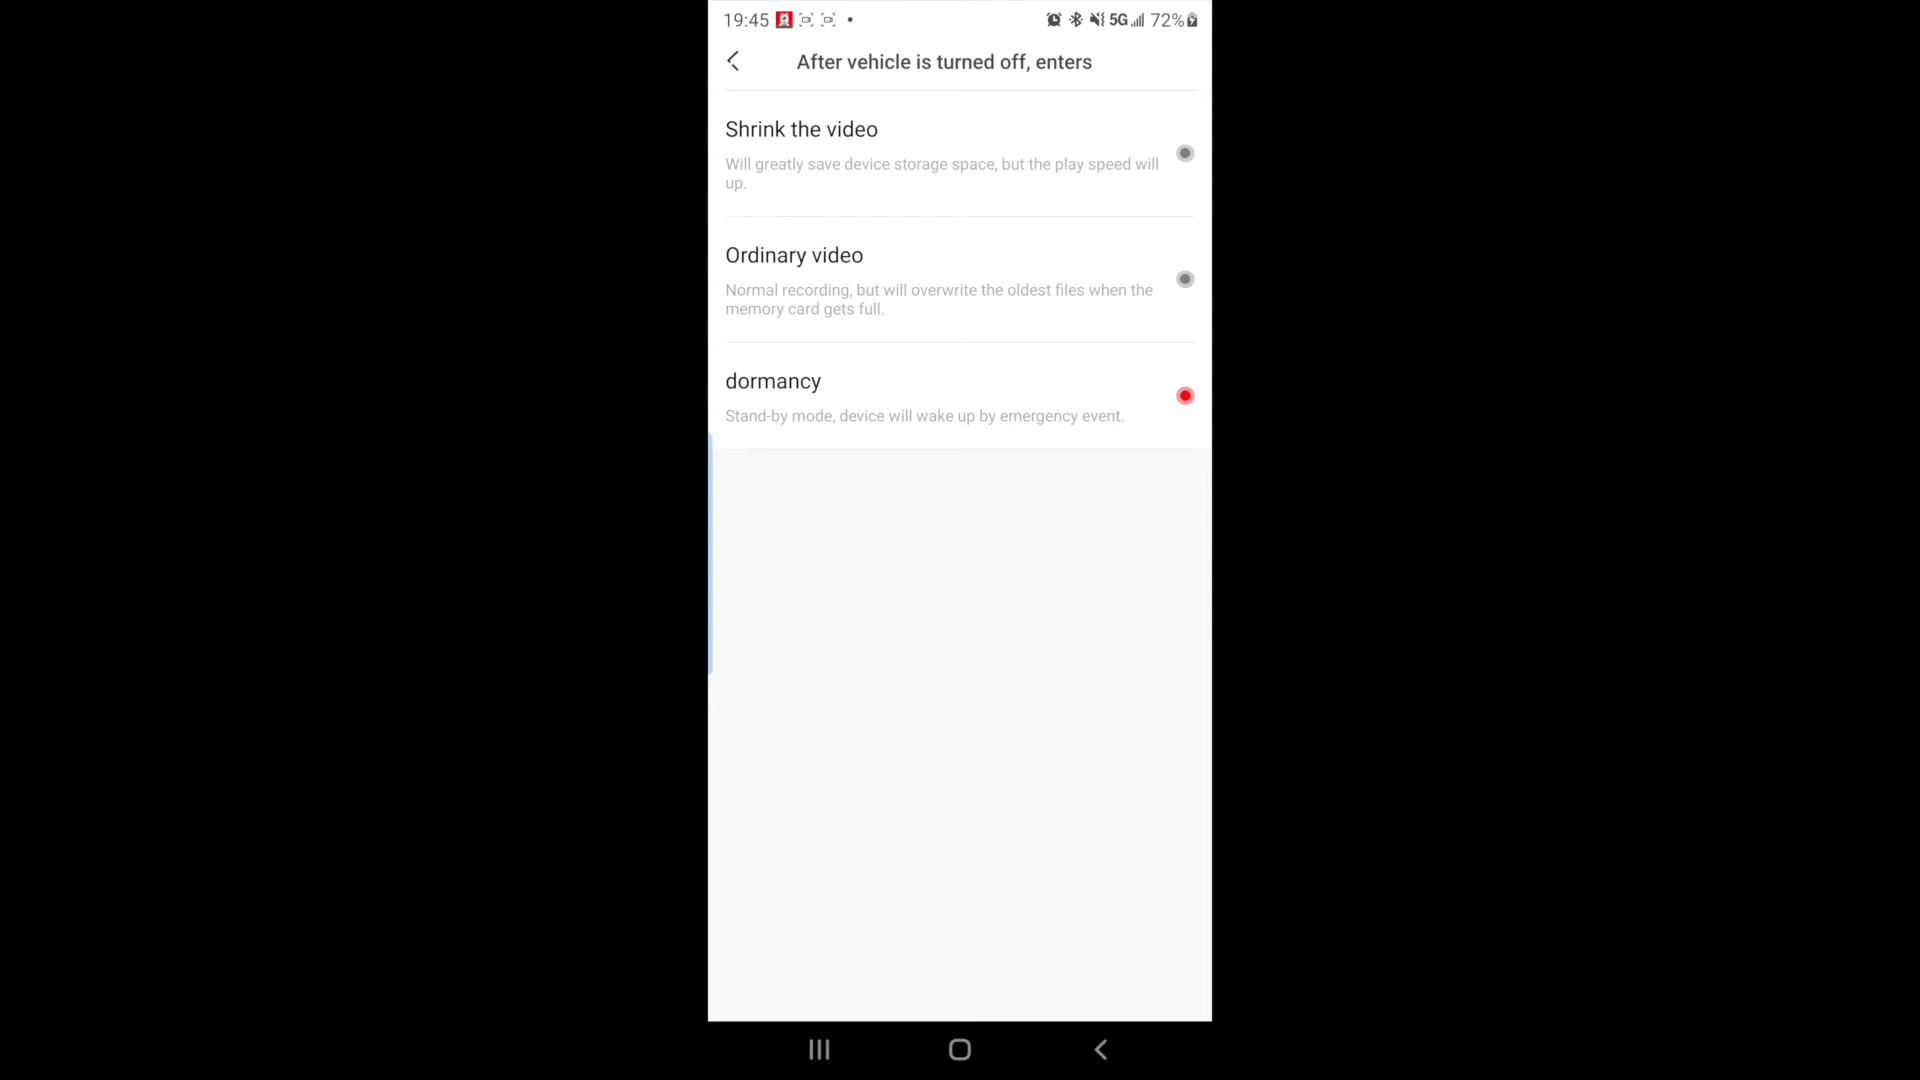 19:45
5G 72%
After vehicle is turned off, enters
Shrink the video
Will greatly save device storage space, but the play speed will
up.
Ordinary video
Normal recording, but will overwrite the oldest files when the
memory card gets full.
dormancy
Stand-by mode, device will wake up by emergency event.